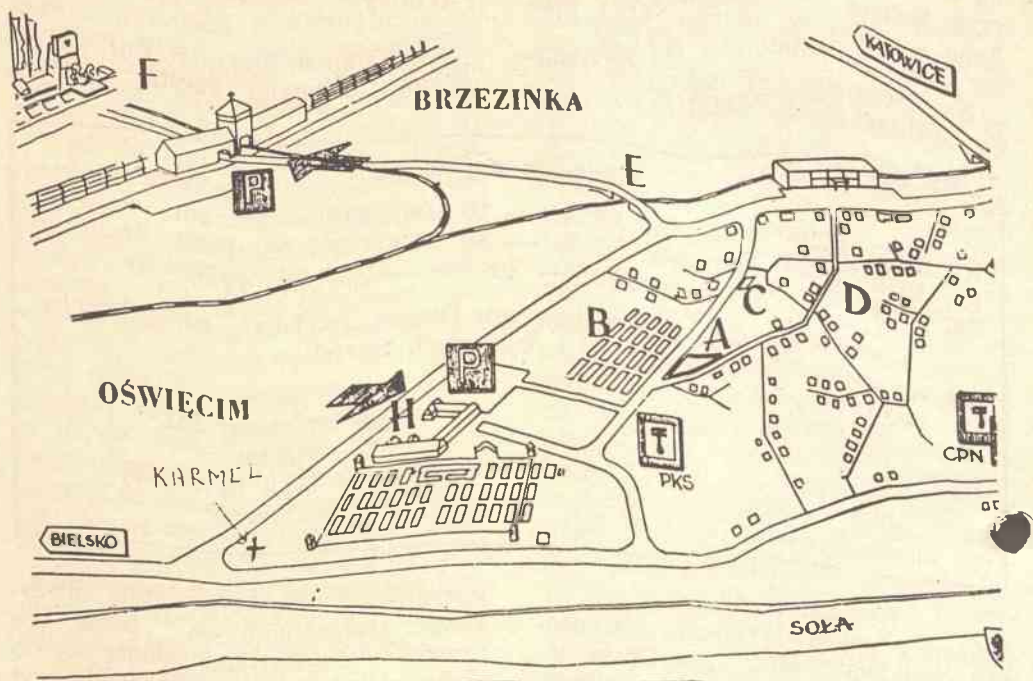 KATOWICE
F
BRZEZINKA
P
E
B
C
D
A
P
OŚWIĘCIM
H
PKS
CPN
KARMEL
BIELSKO
SOŁA